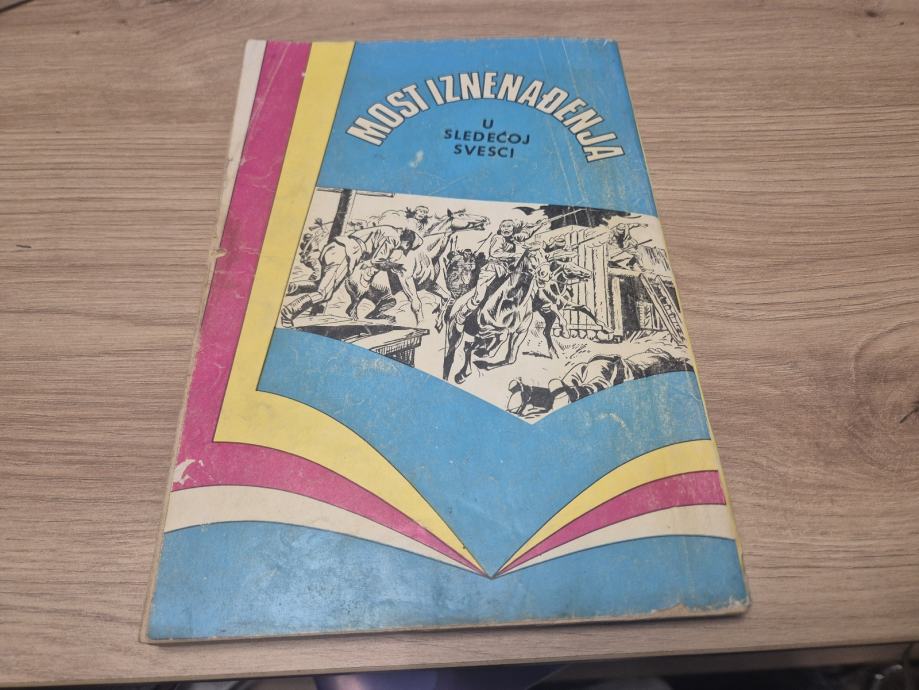 MOST IZNENAĐENJA
U
SLEDEĆOJ
SVESCI